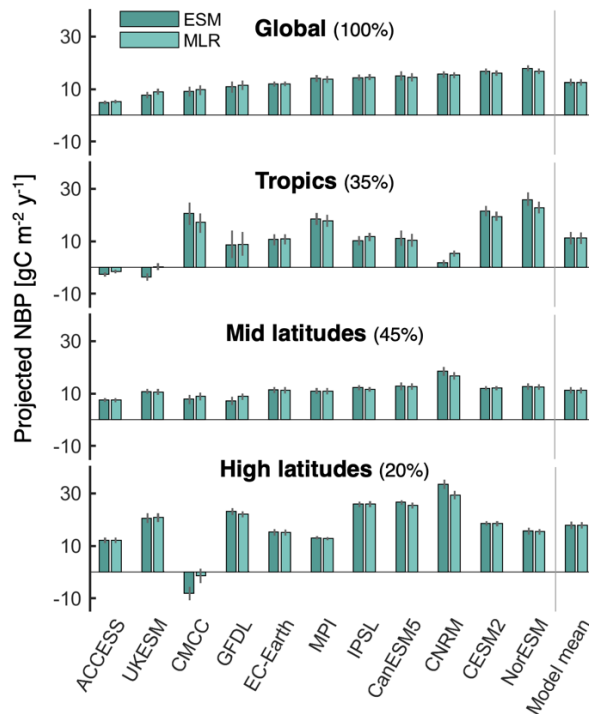 ESM
MLR
Global (100%)
30
10
-10
Tropics (35%)
30
10
-10
Mid latitudes (45%)
30
10
-10
High latitudes (20%)
30
10
-10
Projected NBP [gC m⁻² y⁻¹]
ACCESS
UKESM
CMCC
GFDL
EC-Earth
MPI
IPSL
CanESM5
CNRM
CESM2
NorESM
Model mean